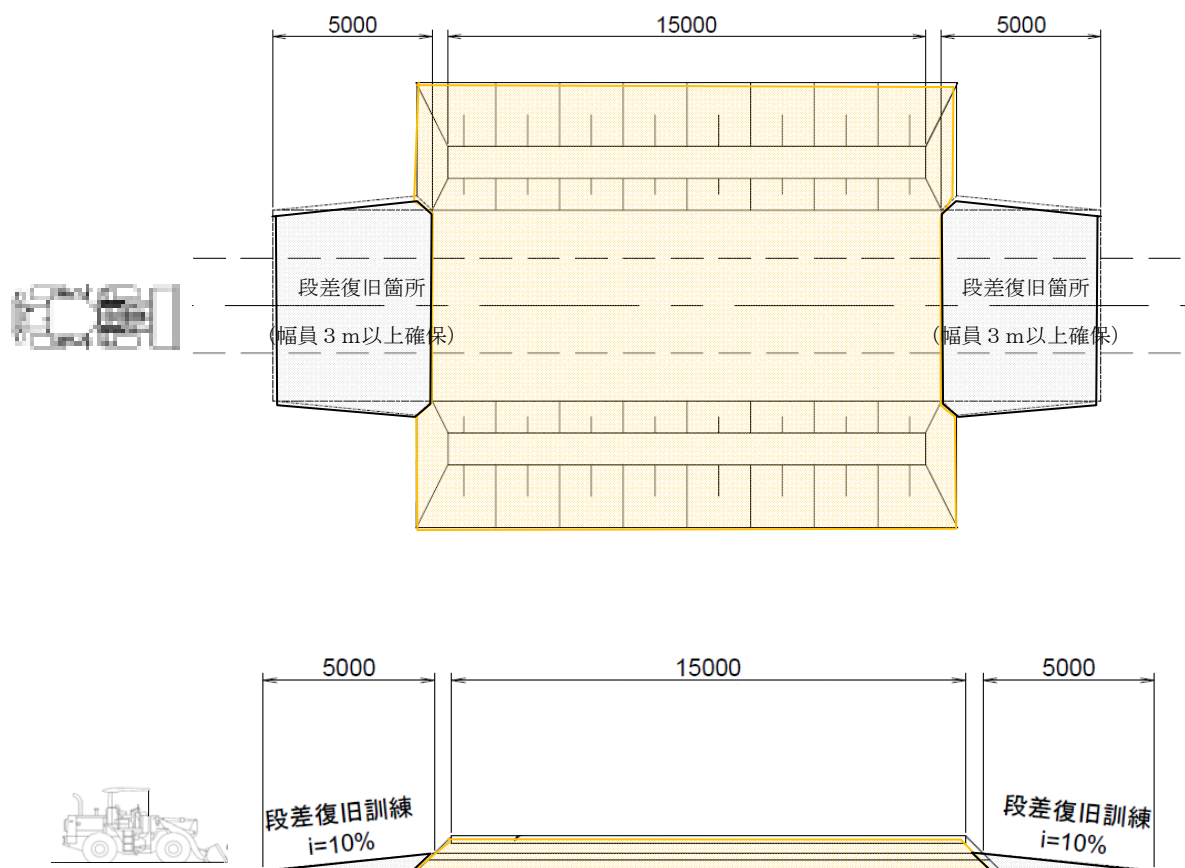 5000 15000 5000
段差復旧箇所 段差復旧箇所
(幅員３ｍ以上確保) (幅員３ｍ以上確保)
5000 15000 5000
段差復旧訓練 段差復旧訓練
i=10% i=10%